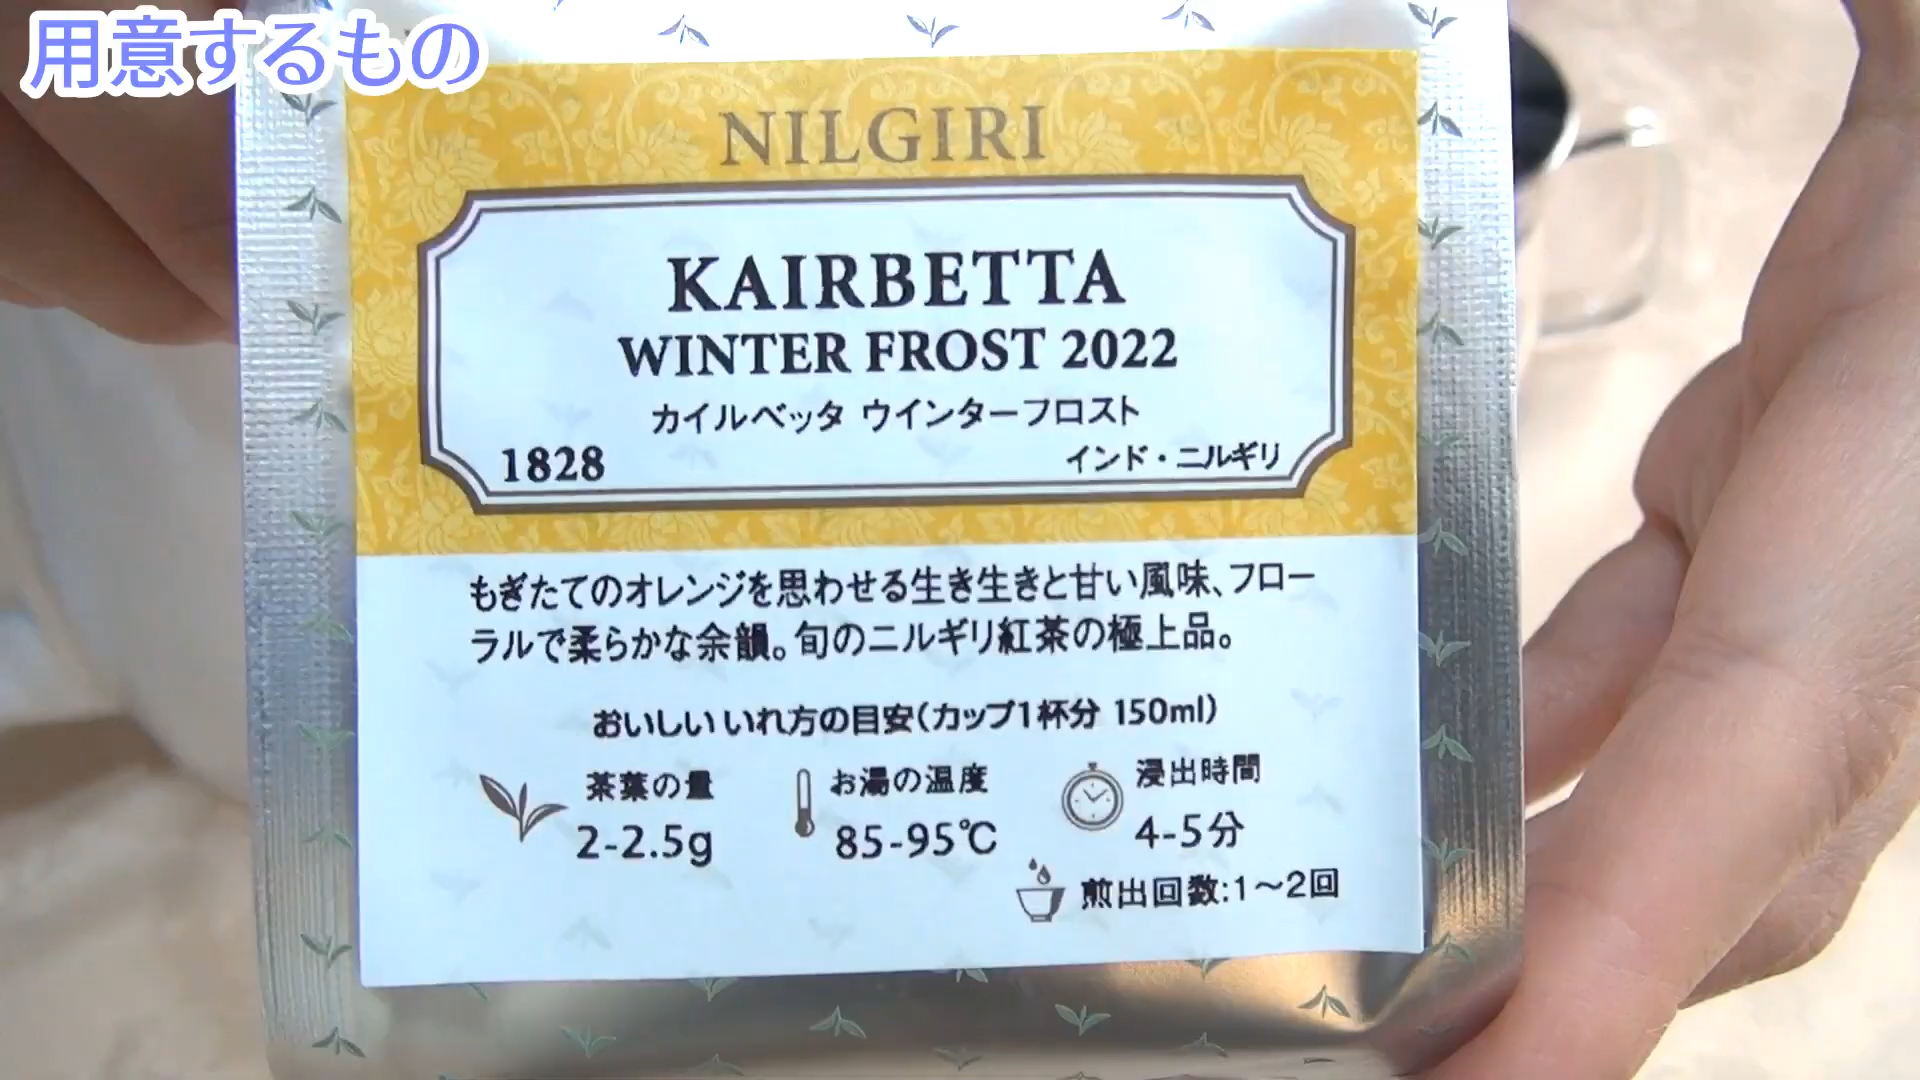 用意するもの
NILGIRI
KAIRBETTA
WINTER FROST 2022
カイルベッタ ウインターフロスト
1828
インド・ニルギリ
もぎたてのオレンジを思わせる生き生きと甘い風味、フロー
ラルで柔らかな余韻。旬のニルギリ紅茶の極上品。
おいしいいれ方の目安(カップ1杯分 150ml)
茶葉の量
2-2.5g
お湯の温度
85-95℃
浸出時間
4-5分
煎出回数:1～2回